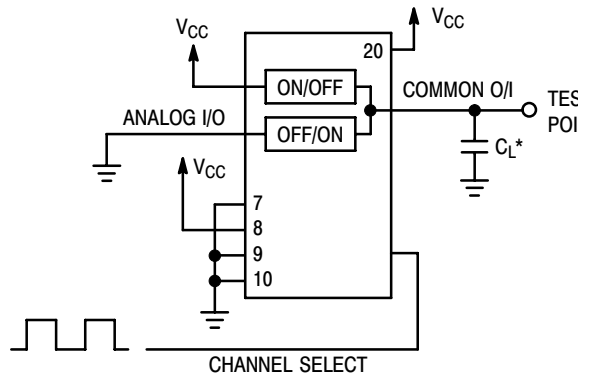 VCC
VCC
20
ON/OFF
COMMON O/I
ANALOG I/O
OFF/ON
CL*
VCC
7
8
9
10
CHANNEL SELECT